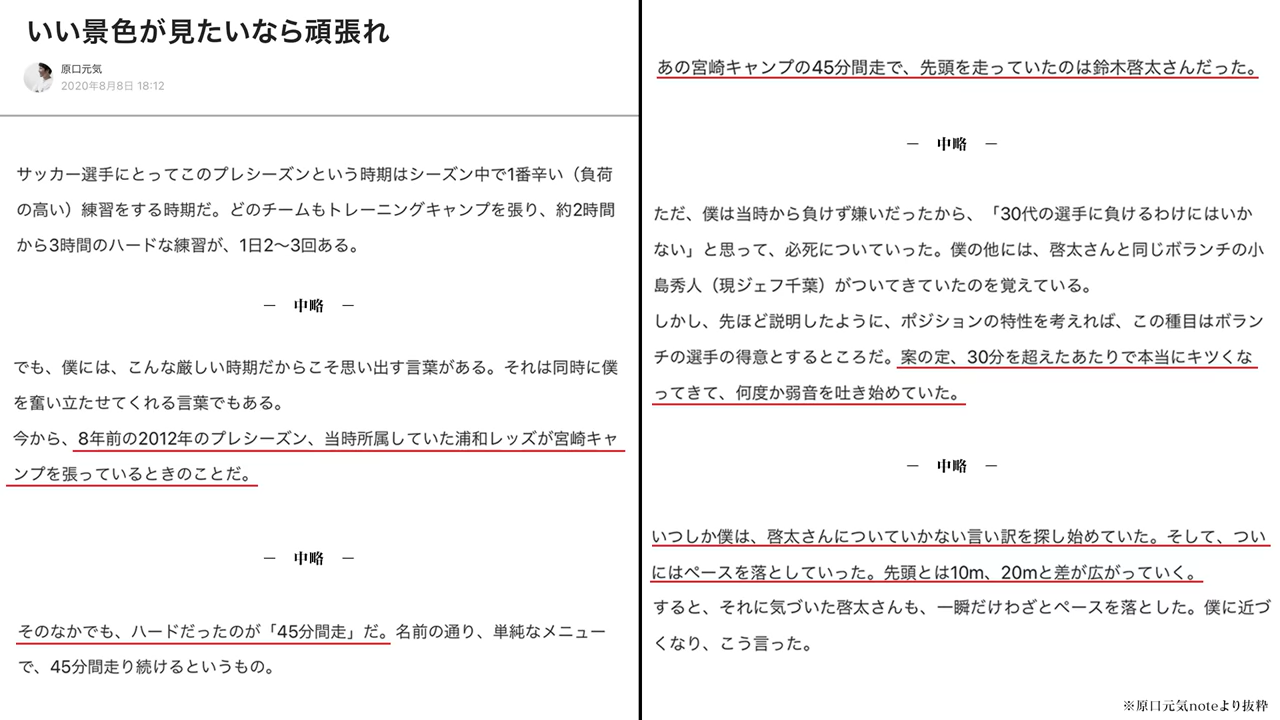 いい景色が見たいなら頑張れ
原口元気
2020年8月8日 18:12
サッカー選手にとってこのプレシーズンという時期はシーズン中で1番辛い（負荷
の高い）練習をする時期だ。どのチームもトレーニングキャンプを張り、約2時間
から3時間のハードな練習が、1日2〜3回ある。
－　中略　－
でも、僕には、こんな厳しい時期だからこそ思い出す言葉がある。それは同時に僕
を奮い立たせてくれる言葉でもある。
今から、8年前の2012年のプレシーズン、当時所属していた浦和レッズが宮崎キャ
ンプを張っているときのことだ。
－　中略　－
そのなかでも、ハードだったのが「45分間走」だ。名前の通り、単純なメニュー
で、45分間走り続けるというもの。
あの宮崎キャンプの45分間走で、先頭を走っていたのは鈴木啓太さんだった。
－　中略　－
ただ、僕は当時から負けず嫌いだったから、「30代の選手に負けるわけにはいか
ない」と思って、必死についていった。僕の他には、啓太さんと同じボランチの小
島秀人（現ジェフ千葉）がついてきていたのを覚えている。
しかし、先ほど説明したように、ポジションの特性を考えれば、この種目はボラン
チの選手の得意とするところだ。案の定、30分を超えたあたりで本当にキツくな
ってきて、何度か弱音を吐き始めていた。
－　中略　－
いつしか僕は、啓太さんについていかない言い訳を探し始めていた。そして、つい
にはペースを落としていった。先頭とは10m、20mと差が広がっていく。
すると、それに気づいた啓太さんも、一瞬だけわざとペースを落とした。僕に近づ
くなり、こう言った。
※原口元気noteより抜粋